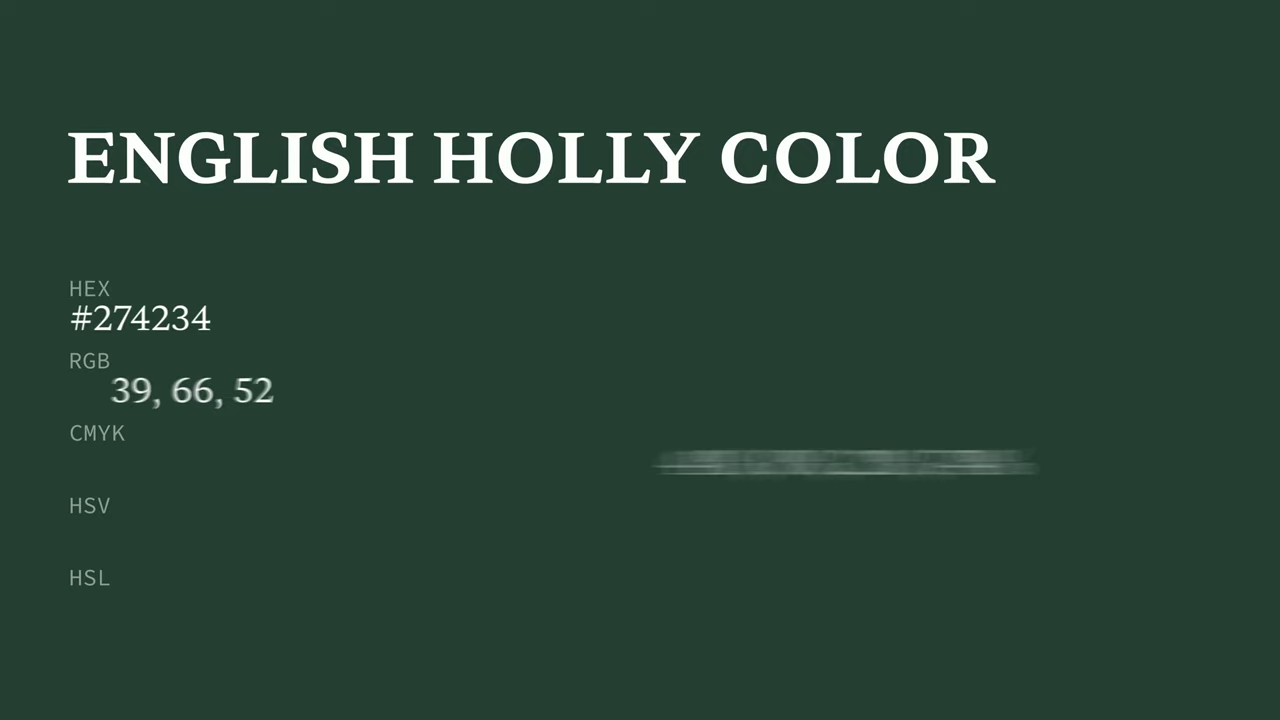 ENGLISH HOLLY COLOR
HEX
#274234
RGB
39, 66, 52
CMYK
HSV
HSL